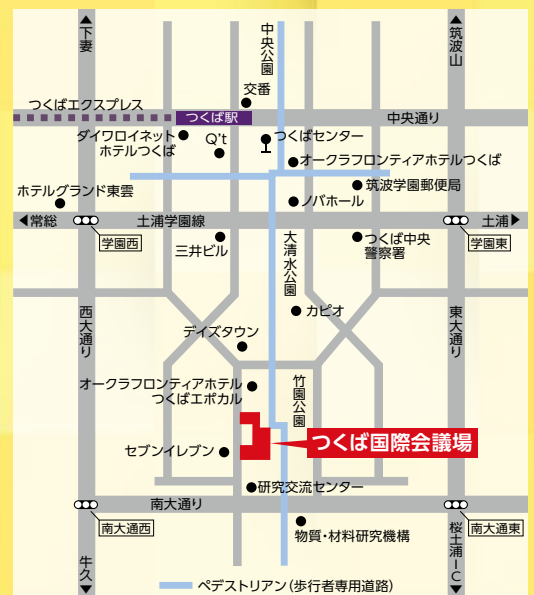 ▲下妻
中央公園
▲筑波山
交番
つくばエクスプレス
つくば駅
中央通り
ダイワロイネット
ホテルつくば
Q't
つくばセンター
オークラフロンティアホテルつくば
筑波学園郵便局
ホテルグランド東雲
ノバホール
◀常総
土浦学園線
土浦▶
学園西
学園東
三井ビル
大清水公園
つくば中央
警察署
西大通り
カピオ
東大通り
デイズタウン
オークラフロンティアホテル
つくばエポカル
竹園公園
つくば国際会議場
セブンイレブン
研究交流センター
南大通り
南大通西
南大通東
物質・材料研究機構
牛久▼
桜土浦IC▼
ペデストリアン(歩行者専用道路)